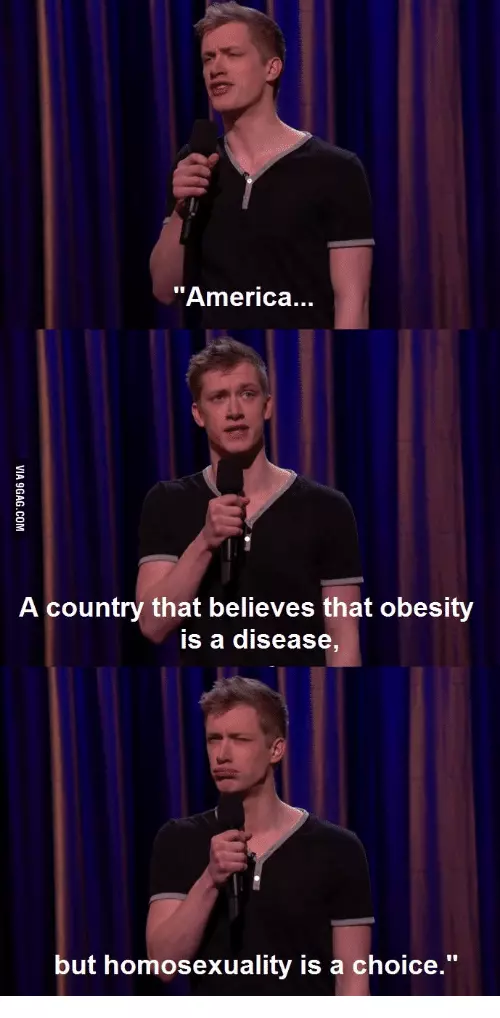 "America...
VIA 9GAG.COM
A country that believes that obesity
is a disease,
but homosexuality is a choice."